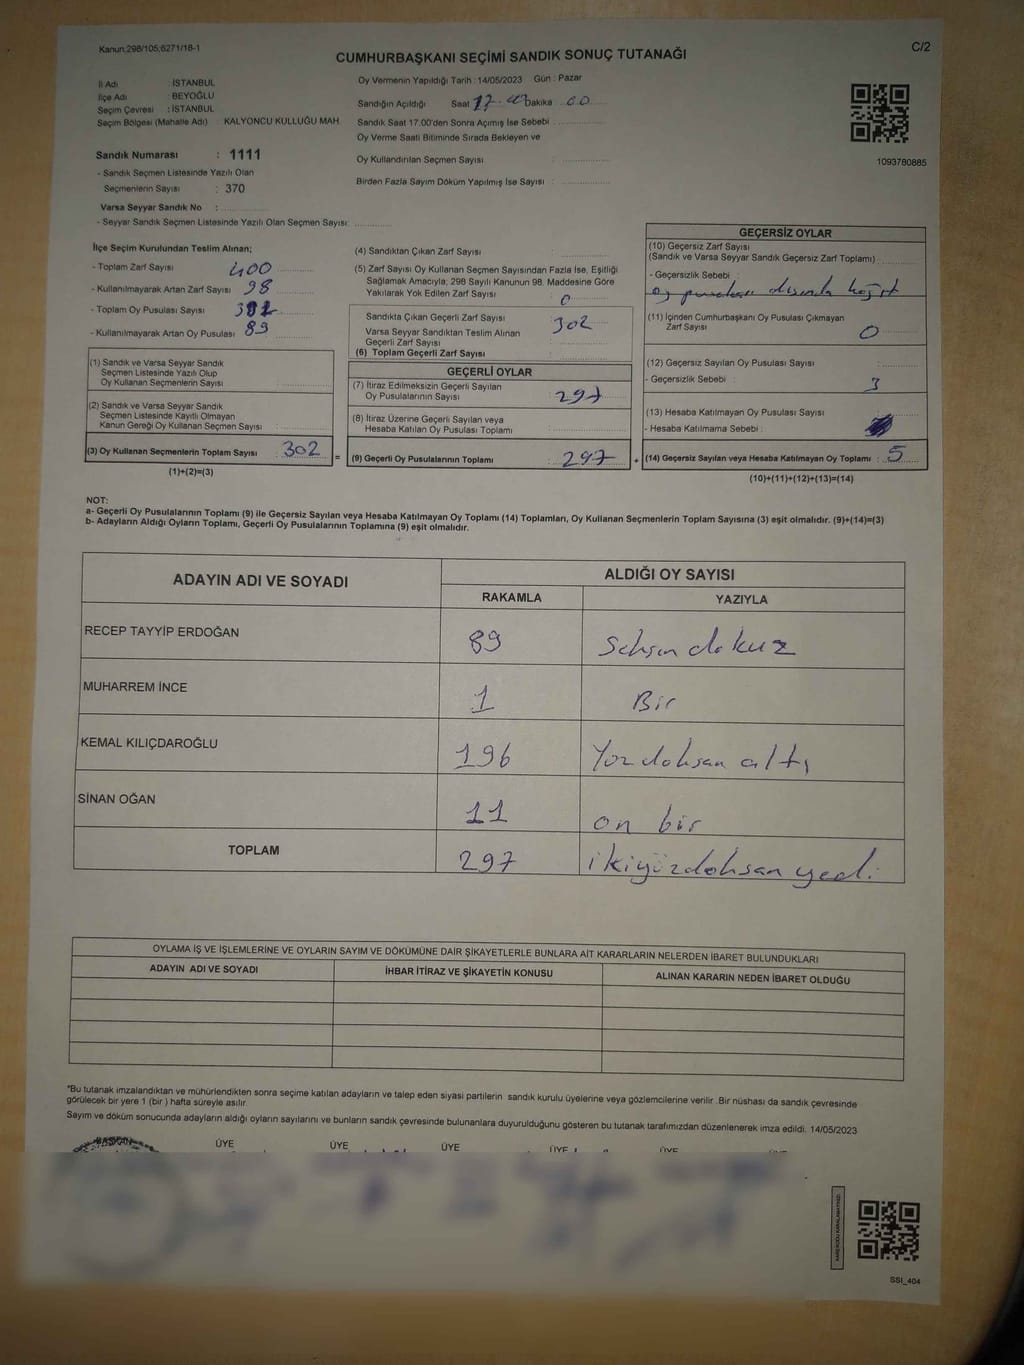 Kanun:298/105;6271/18-1
C/2
CUMHURBAŞKANI SEÇİMİ SANDIK SONUÇ TUTANAĞI
İl Adı : İSTANBUL
İlçe Adı : BEYOĞLU
Seçim Çevresi : İSTANBUL
Seçim Bölgesi (Mahalle Adı) : KALYONCU KULLUĞU MAH.
Oy Vermenin Yapıldığı Tarih : 14/05/2023 Gün : Pazar
Sandığın Açıldığı Saat 17.00 Dakika 00
Sandık Saat 17.00'den Sonra Açımış İse Sebebi :
Oy Verme Saati Bitiminde Sırada Bekleyen ve
Oy Kullandırılan Seçmen Sayısı :
Birden Fazla Sayım Döküm Yapılmış İse Sayısı :
1093780885
Sandık Numarası : 1111
- Sandık Seçmen Listesinde Yazılı Olan
Seçmenlerin Sayısı : 370
Varsa Seyyar Sandık No :
- Seyyar Sandık Seçmen Listesinde Yazılı Olan Seçmen Sayısı:
İlçe Seçim Kurulundan Teslim Alınan;
- Toplam Zarf Sayısı : 400
- Kullanılmayarak Artan Zarf Sayısı : 98
- Toplam Oy Pusulası Sayısı :
- Kullanılmayarak Artan Oy Pusulası : 89
(1) Sandık ve Varsa Seyyar Sandık
Seçmen Listesinde Yazılı Olup
Oy Kullanan Seçmenlerin Sayısı :
(2) Sandık ve Varsa Seyyar Sandık
Seçmen Listesinde Kayıtlı Olmayan
Kanun Gereği Oy Kullanan Seçmen Sayısı :
(3) Oy Kullanan Seçmenlerin Toplam Sayısı : 302
(1)+(2)=(3)
=
(4) Sandıktan Çıkan Zarf Sayısı :
(5) Zarf Sayısı Oy Kullanan Seçmen Sayısından Fazla İse, Eşitliği
Sağlamak Amacıyla; 298 Sayılı Kanunun 98. Maddesine Göre
Yakılarak Yok Edilen Zarf Sayısı : 0
Sandıkta Çıkan Geçerli Zarf Sayısı : 302
Varsa Seyyar Sandıktan Teslim Alınan
Geçerli Zarf Sayısı
(6) Toplam Geçerli Zarf Sayısı :
GEÇERLİ OYLAR
(7) İtiraz Edilmeksizin Geçerli Sayılan
Oy Pusulalarının Sayısı : 297
(8) İtiraz Üzerine Geçerli Sayılan veya
Hesaba Katılan Oy Pusulası Toplamı :
(9) Geçerli Oy Pusulalarının Toplamı : 297
+
GEÇERSİZ OYLAR
(10) Geçersiz Zarf Sayısı
(Sandık ve Varsa Seyyar Sandık Geçersiz Zarf Toplamı) :
- Geçersizlik Sebebi :
oy pusulası dışında kağıt
(11) İçinden Cumhurbaşkanı Oy Pusulası Çıkmayan
Zarf Sayısı : 0
(12) Geçersiz Sayılan Oy Pusulası Sayısı :
- Geçersizlik Sebebi : 3
(13) Hesaba Katılmayan Oy Pusulası Sayısı :
- Hesaba Katılmama Sebebi :
(14) Geçersiz Sayılan veya Hesaba Katılmayan Oy Toplamı : 5
(10)+(11)+(12)+(13)=(14)
NOT:
a- Geçerli Oy Pusulalarının Toplamı (9) ile Geçersiz Sayılan veya Hesaba Katılmayan Oy Toplamı (14) Toplamları, Oy Kullanan Seçmenlerin Toplam Sayısına (3) eşit olmalıdır. (9)+(14)=(3)
b- Adayların Aldığı Oyların Toplamı, Geçerli Oy Pusulalarının Toplamına (9) eşit olmalıdır.
ADAYIN ADI VE SOYADI
ALDIĞI OY SAYISI
RAKAMLA YAZIYLA
RECEP TAYYİP ERDOĞAN 89 Seksen dokuz
MUHARREM İNCE 1 Bir
KEMAL KILIÇDAROĞLU 196 Yüzdoksan altı
SİNAN OĞAN 11 on bir
TOPLAM 297 ikiyüzdoksan yedi
OYLAMA İŞ VE İŞLEMLERİNE VE OYLARIN SAYIM VE DÖKÜMÜNE DAİR ŞİKAYETLERLE BUNLARA AİT KARARLARIN NELERDEN İBARET BULUNDUKLARI
ADAYIN ADI VE SOYADI İHBAR İTİRAZ VE ŞİKAYETİN KONUSU ALINAN KARARIN NEDEN İBARET OLDUĞU
*Bu tutanak imzalandıktan ve mühürlendikten sonra seçime katılan adayların ve talep eden siyasi partilerin sandık kurulu üyelerine veya gözlemcilerine verilir .Bir nüshası da sandık çevresinde
görülecek bir yere 1 (bir ) hafta süreyle asılır.
Sayım ve döküm sonucunda adayların aldığı oyların sayılarını ve bunların sandık çevresinde bulunanlara duyurulduğunu gösteren bu tutanak tarafımızdan düzenlenerek imza edildi. 14/05/2023
BAŞKAN ÜYE ÜYE ÜYE ÜYE ÜYE
KAREKODU KARALAMAYINIZ!
SSI_404